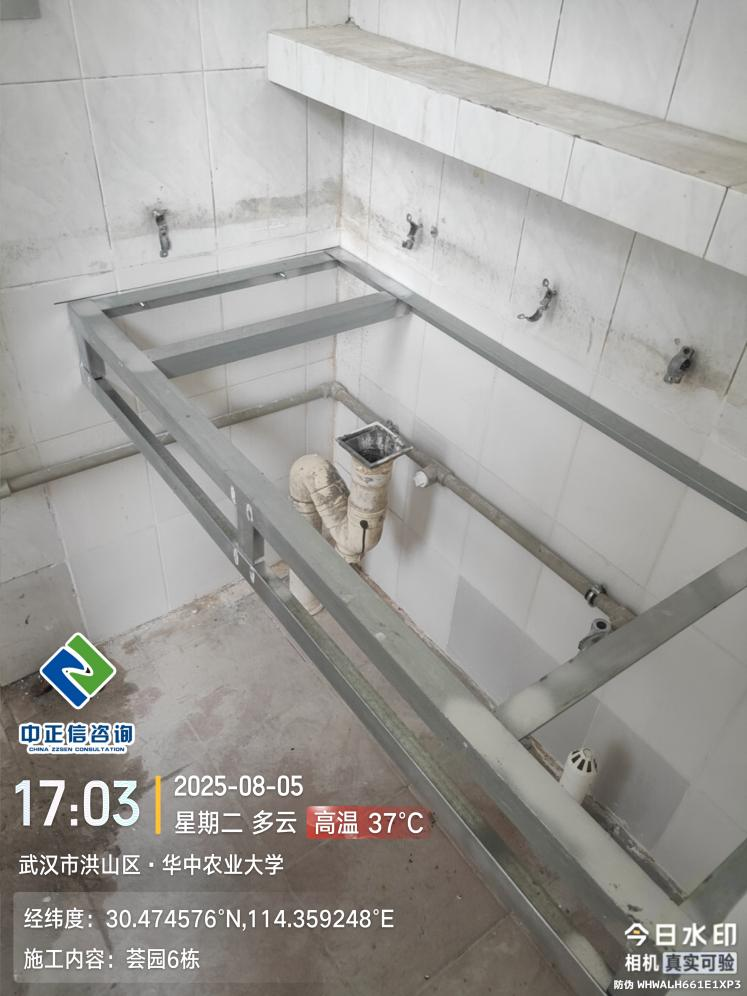 中正信咨询
CHINA ZZSEN CONSULTATION
17:03
2025-08-05
星期二 多云 高温 37℃
武汉市洪山区·华中农业大学
经纬度：30.474576°N,114.359248°E
施工内容：荟园6栋
今日水印
相机 真实可验
防伪 WHWALH661E1XP3